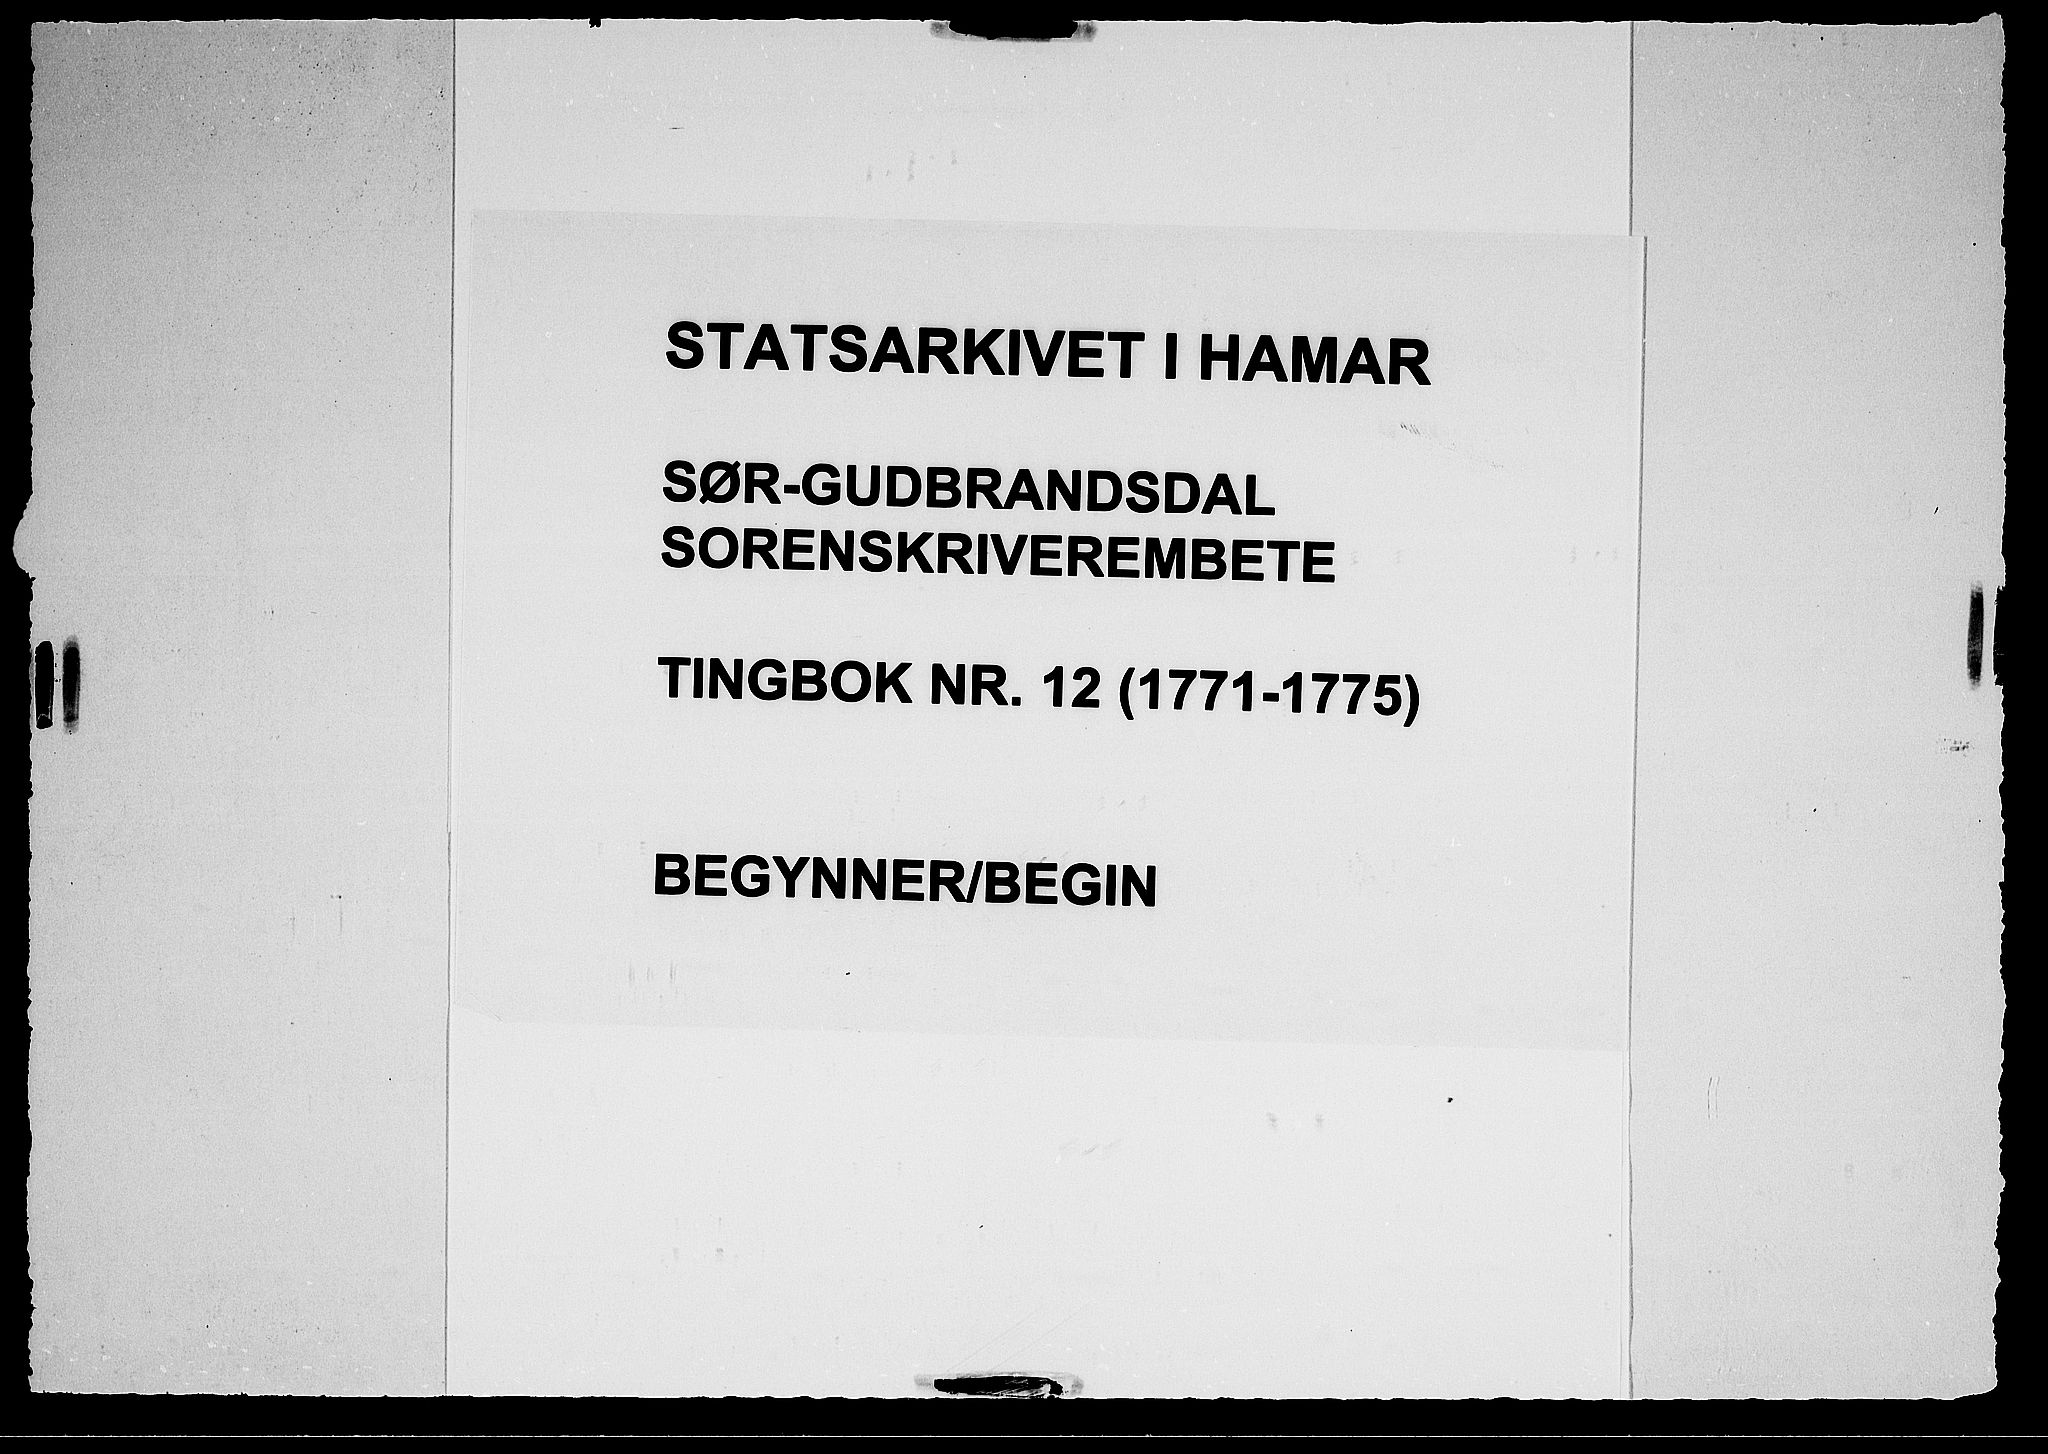 STATSARKIVET I HAMAR
SØR-GUDBRANDSDAL
SORENSKRIVEREMBETE
TINGBOK NR. 12 (1771-1775)
BEGYNNER/BEGIN